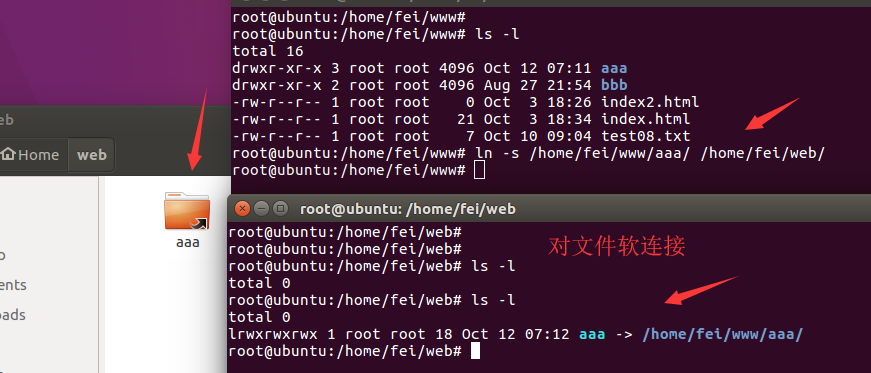 root@ubuntu:/home/fei/www#
root@ubuntu:/home/fei/www# ls -l
total 16
drwxr-xr-x 3 root root 4096 Oct 12 07:11 aaa
drwxr-xr-x 2 root root 4096 Aug 27 21:54 bbb
-rw-r--r-- 1 root root    0 Oct  3 18:26 index2.html
-rw-r--r-- 1 root root   21 Oct  3 18:34 index.html
-rw-r--r-- 1 root root    7 Oct 10 09:04 test08.txt
root@ubuntu:/home/fei/www# ln -s /home/fei/www/aaa/ /home/fei/web/
root@ubuntu:/home/fei/www#
eb
Home
web
aaa
o
ents
oads
root@ubuntu: /home/fei/web
root@ubuntu:/home/fei/web#
root@ubuntu:/home/fei/web#
对文件软连接
root@ubuntu:/home/fei/web# ls -l
total 0
root@ubuntu:/home/fei/web# ls -l
total 0
lrwxrwxrwx 1 root root 18 Oct 12 07:12 aaa -> /home/fei/www/aaa/
root@ubuntu:/home/fei/web#